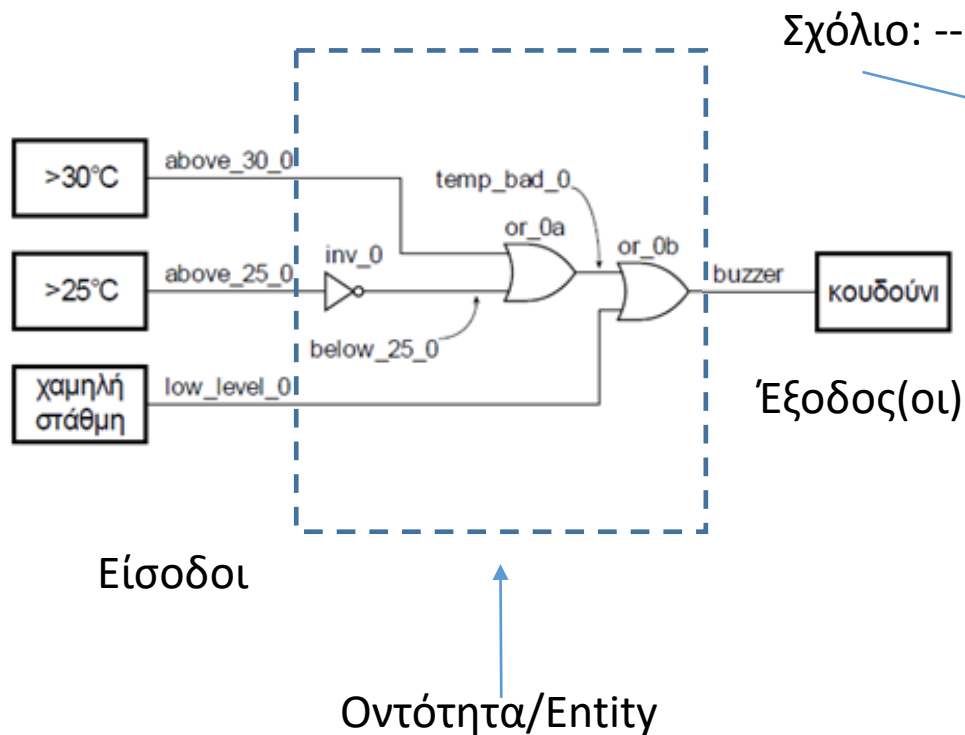 Σχόλιο: --
>30°C
above_30_0
temp_bad_0
or_0a
or_0b
inv_0
>25°C
above_25_0
buzzer
κουδούνι
below_25_0
χαμηλή
στάθμη
low_level_0
Έξοδος(οι)
Είσοδοι
Οντότητα/Entity